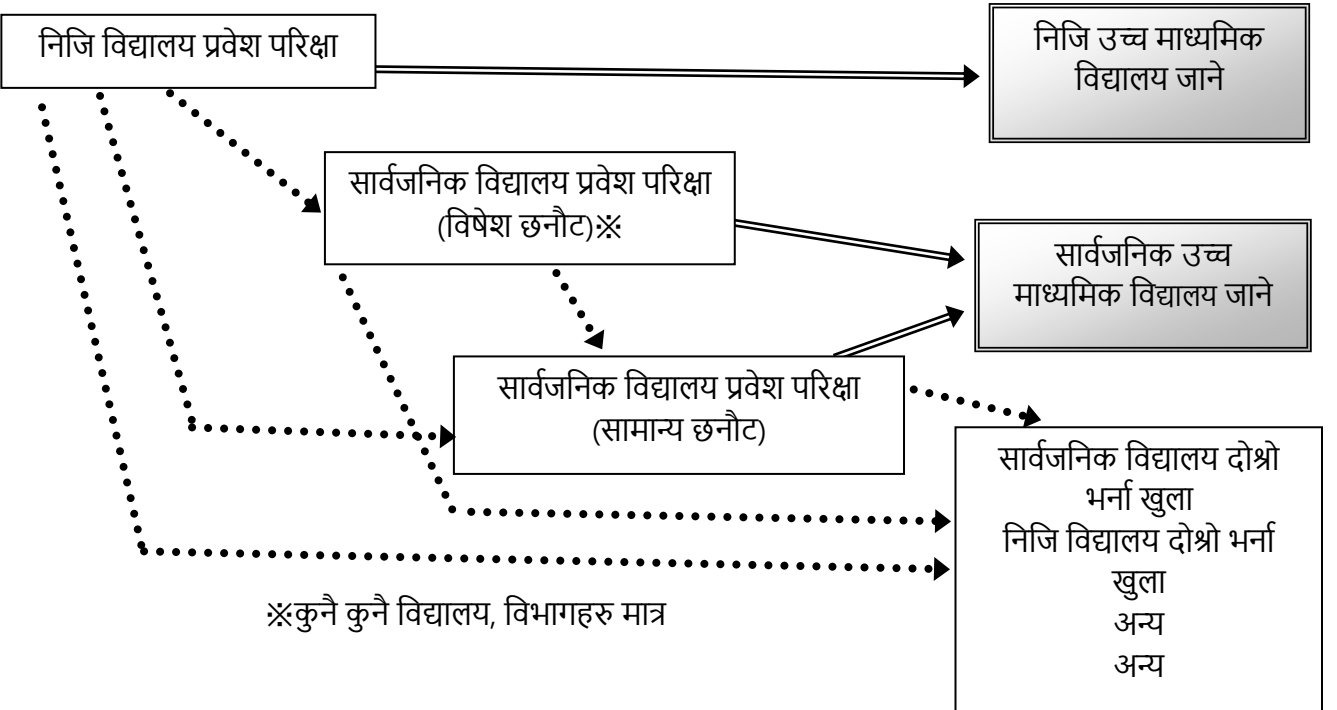 निजि विद्यालय प्रवेश परिक्षा
निजि उच्च माध्यमिक
विद्यालय जाने
सार्वजनिक विद्यालय प्रवेश परिक्षा
(विषेश छनौट)※
सार्वजनिक उच्च
माध्यमिक विद्यालय जाने
सार्वजनिक विद्यालय प्रवेश परिक्षा
(सामान्य छनौट)
सार्वजनिक विद्यालय दोश्रो
भर्ना खुला
निजि विद्यालय दोश्रो भर्ना
खुला
अन्य
अन्य
※कुनै कुनै विद्यालय, विभागहरु मात्र